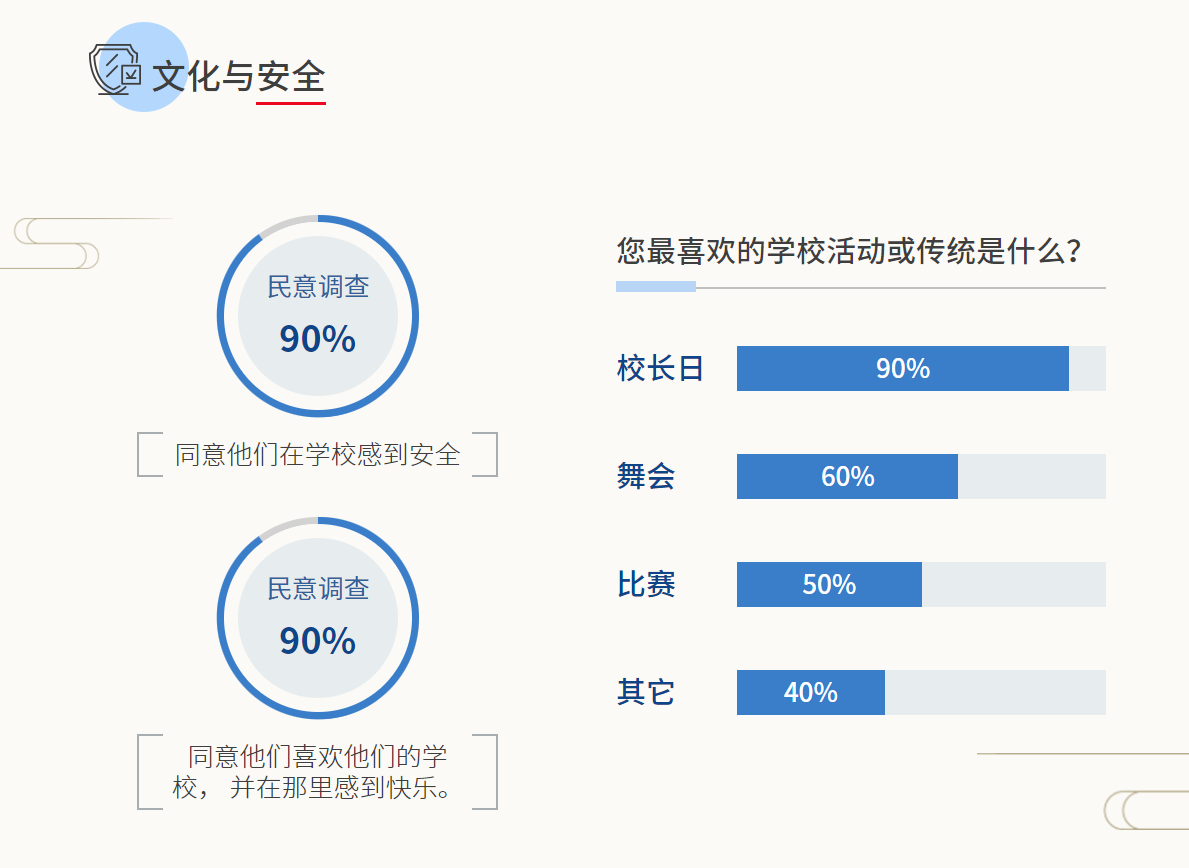 文化与安全
民意调查
90%
同意他们在学校感到安全
民意调查
90%
同意他们喜欢他们的学
校， 并在那里感到快乐。
您最喜欢的学校活动或传统是什么？
校长日 90%
舞会 60%
比赛 50%
其它 40%